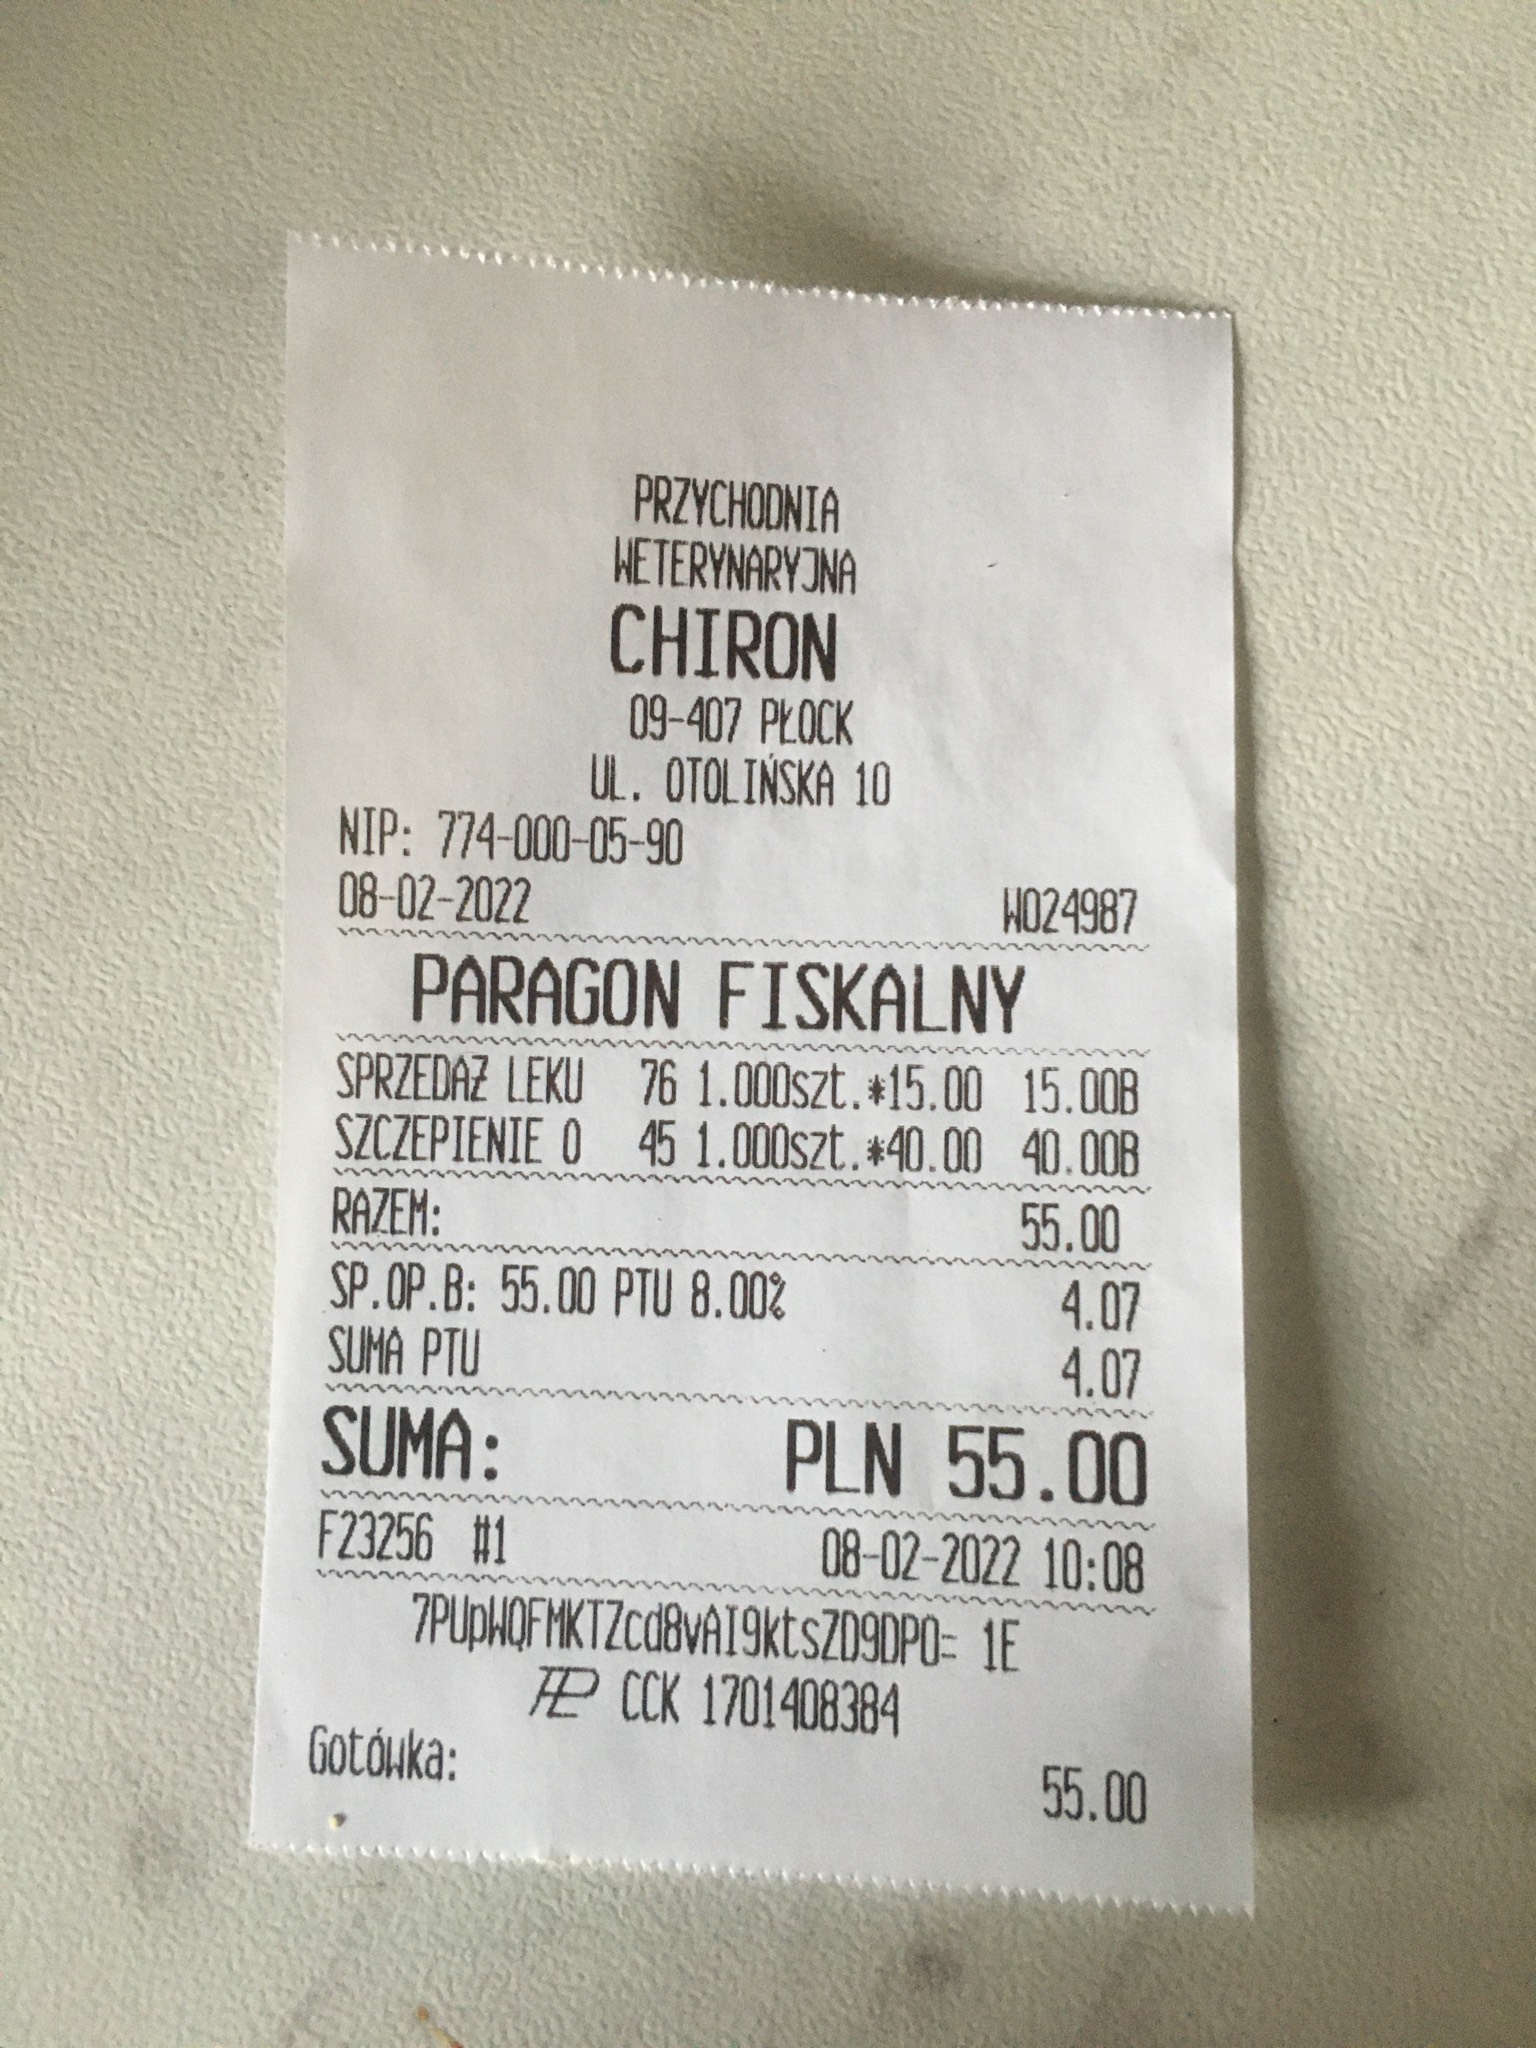 PRZYCHODNIA
WETERYNARYJNA
CHIRON
09-407 PŁOCK
UL. OTOLIŃSKA 10
NIP: 774-000-05-90
08-02-2022 W024987
PARAGON FISKALNY
SPRZEDAŻ LEKU 76 1.000szt.*15.00 15.00B
SZCZEPIENIE O 45 1.000szt.*40.00 40.00B
RAZEM: 55.00
SP.OP.B: 55.00 PTU 8.00% 4.07
SUMA PTU 4.07
SUMA: PLN 55.00
F23256 #1 08-02-2022 10:08
7PUpWQFMKTZcd8vAI9ktsZD9DPO= 1E
CCK 1701408384
Gotówka: 55.00